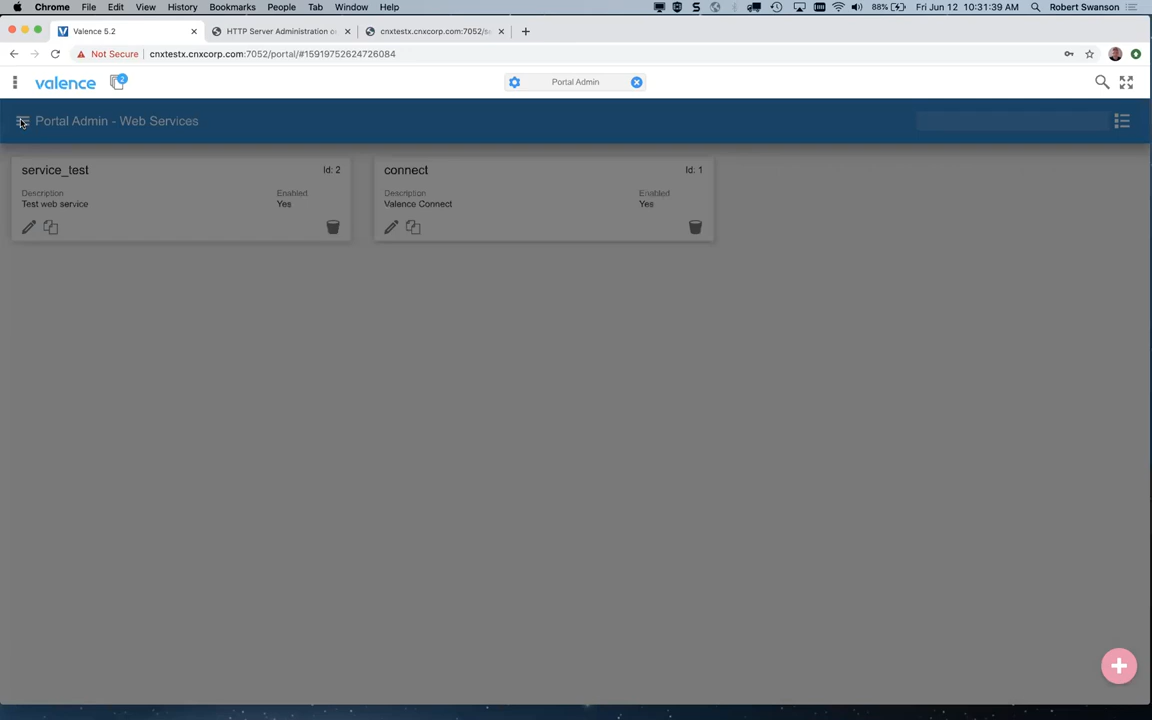 Chrome File Edit View History Bookmarks People Tab Window Help 88% Fri Jun 12 10:31:39 AM Robert Swanson
Valence 5.2 HTTP Server Administration o cnxtestx.cnxcorp.com:7052/s
Not Secure cnxtestx.cnxcorp.com:7052/portal/#15919752624726084
valence 2 Portal Admin
Portal Admin - Web Services
service_test Id: 2 connect Id: 1
Description Enabled Description Enabled
Test web service Yes Valence Connect Yes